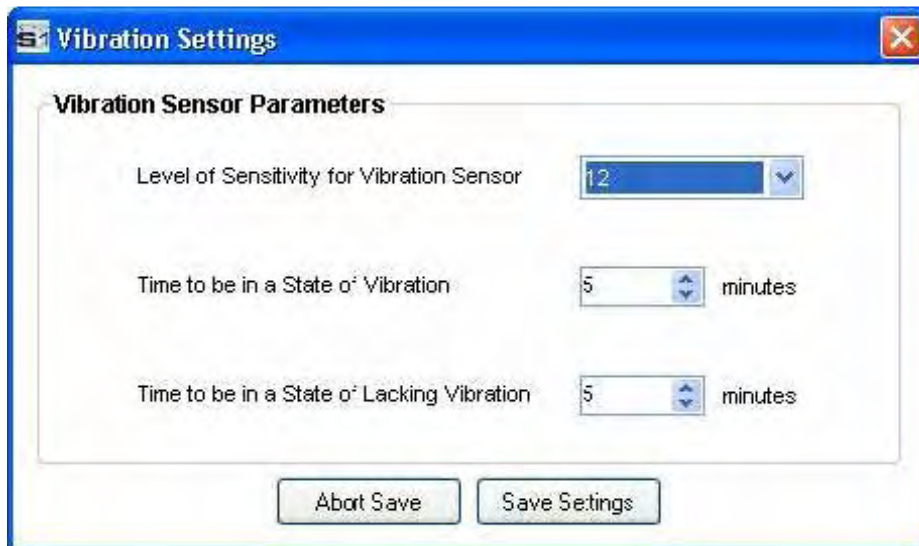 S1 Vibration Settings
Vibration Sensor Parameters
Level of Sensitivity for Vibration Sensor 12
Time to be in a State of Vibration 5 minutes
Time to be in a State of Lacking Vibration 5 minutes
Abort Save Save Settings